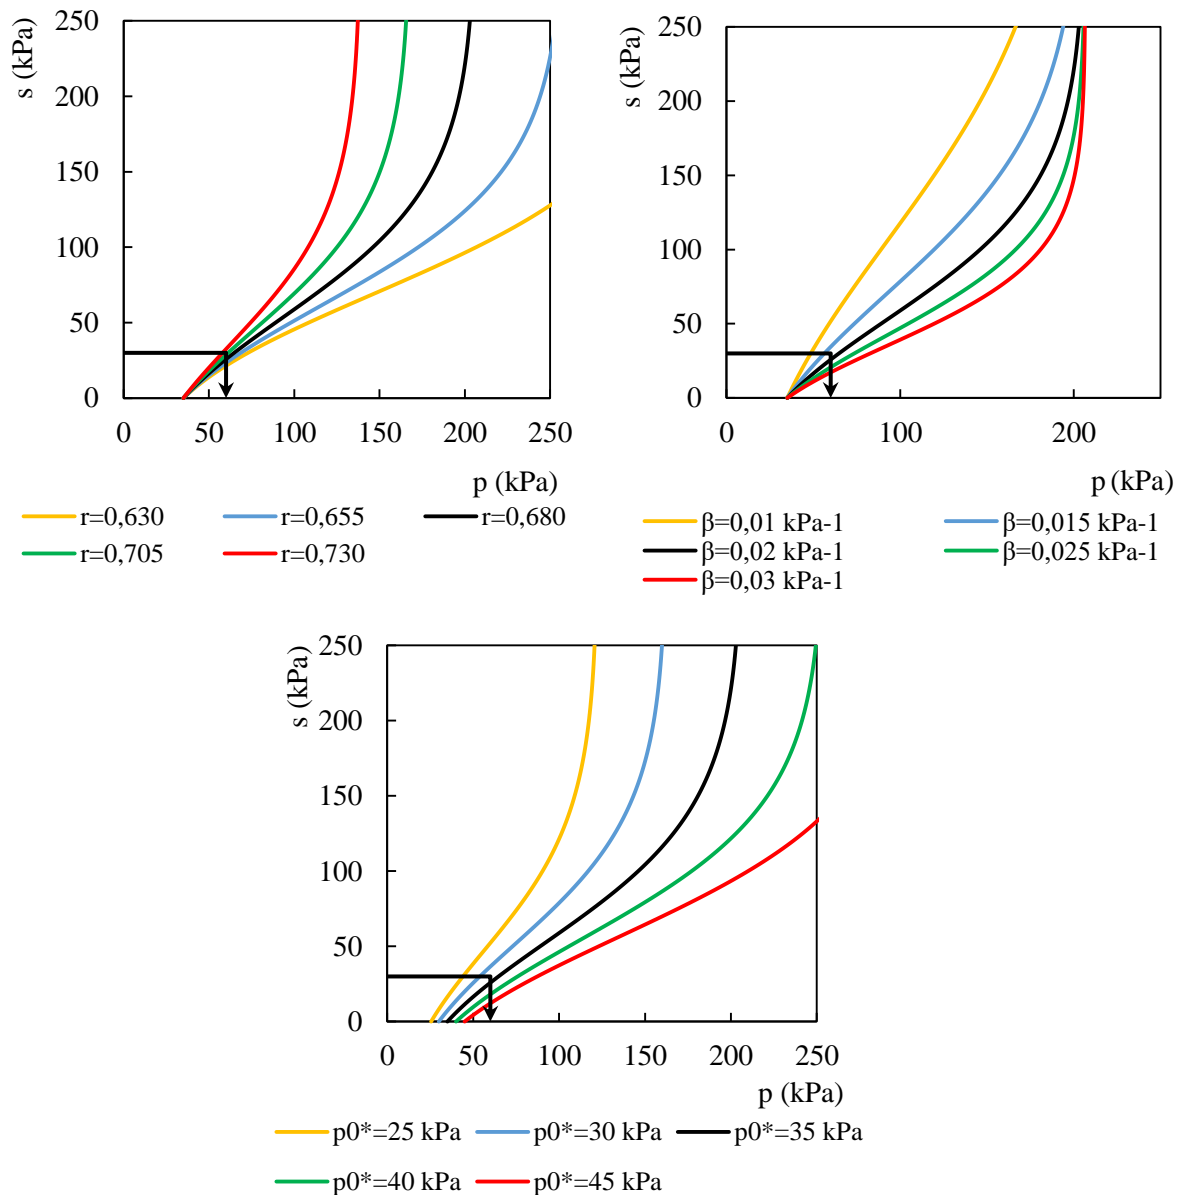 s (kPa)
250
200
150
100
50
0
0 50 100 150 200 250
p (kPa)
r=0,630 r=0,655 r=0,680
r=0,705 r=0,730
s (kPa)
250
200
150
100
50
0
0 100 200
p (kPa)
β=0,01 kPa-1 β=0,015 kPa-1
β=0,02 kPa-1 β=0,025 kPa-1
β=0,03 kPa-1
s (kPa)
250
200
150
100
50
0
0 50 100 150 200 250
p (kPa)
p0*=25 kPa p0*=30 kPa p0*=35 kPa
p0*=40 kPa p0*=45 kPa